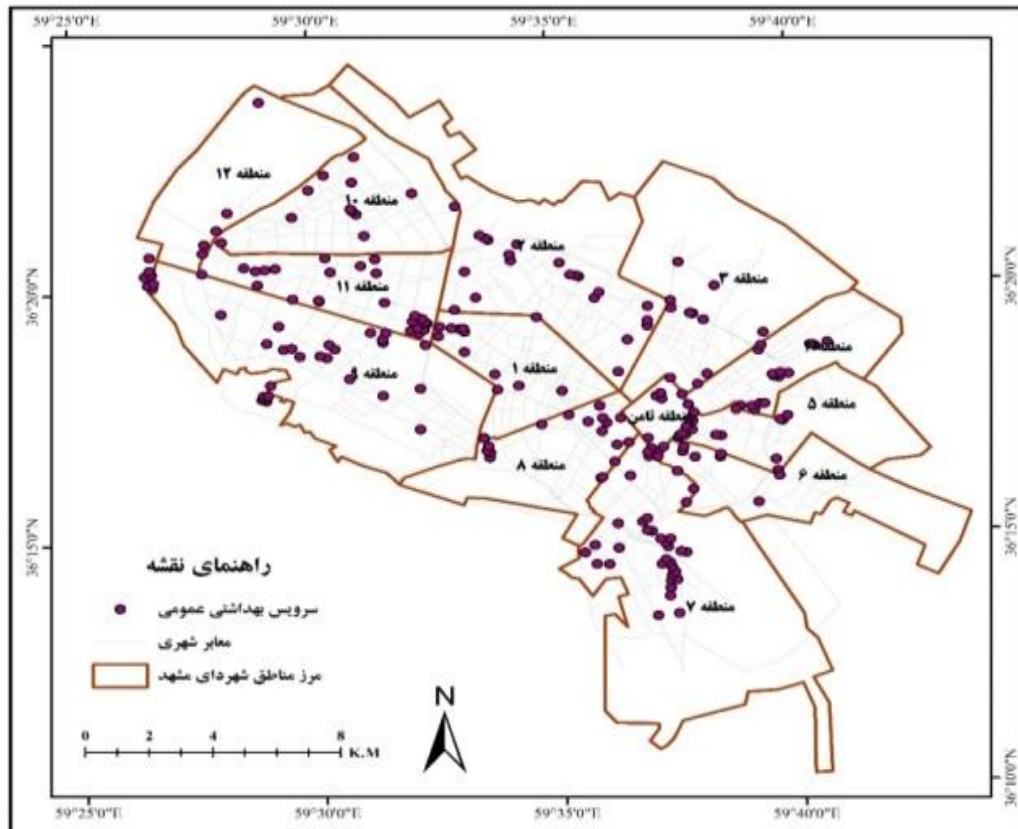 59°25'0"E 59°30'0"E 59°35'0"E 59°40'0"E
منطقه ۱۲
منطقه ۱۰
منطقه ۲
منطقه ۳
منطقه ۱۱
منطقه ۱
منطقه ۹
منطقه ۵
منطقه ثامن
منطقه ۸
منطقه ۶
منطقه ۷
36°20'0"N
36°15'0"N
36°20'0"N
36°15'0"N
36°10'0"N
راهنمای نقشه
سرویس بهداشتی عمومی
معابر شهری
مرز مناطق شهردای مشهد
N
0 2 4 8
K.M
59°25'0"E 59°30'0"E 59°35'0"E 59°40'0"E